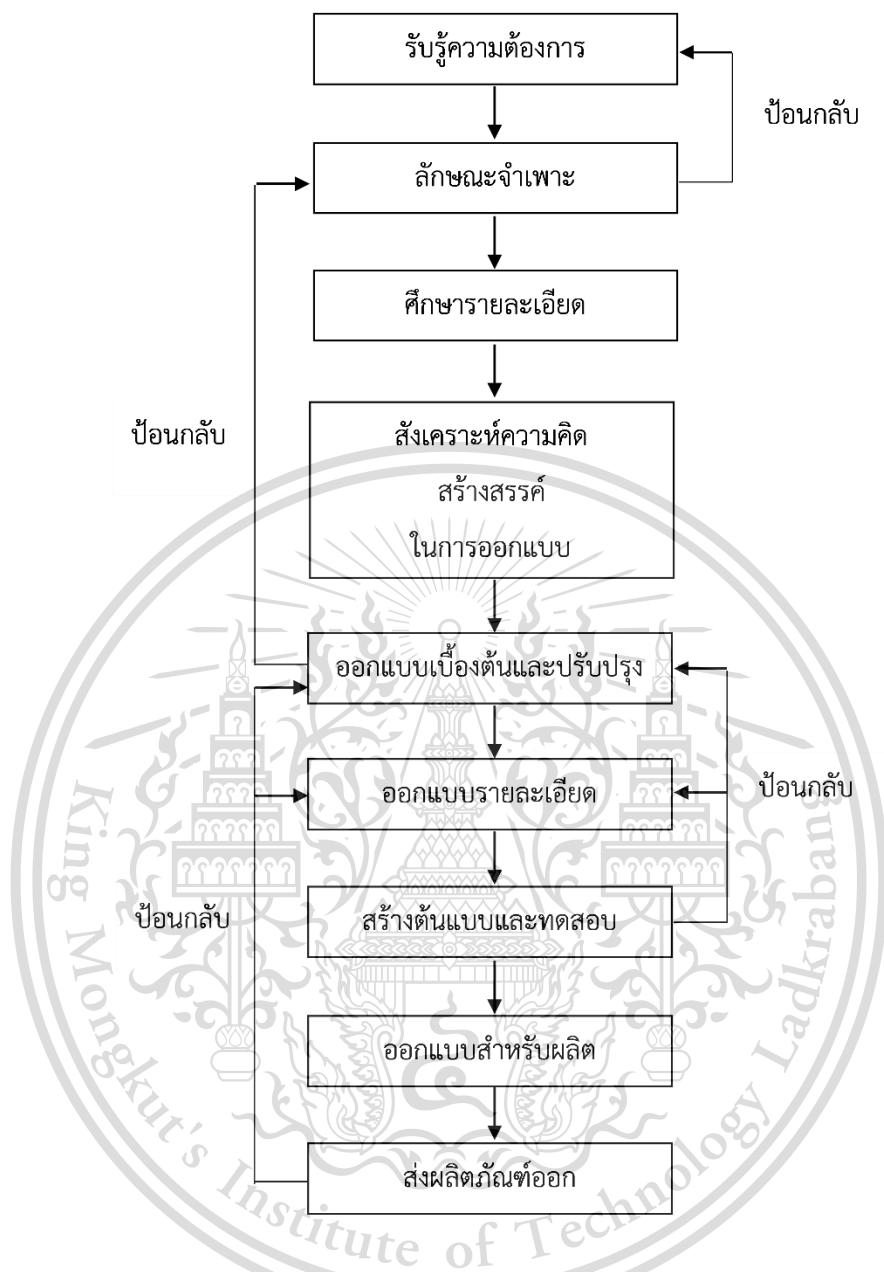 รับรู้ความต้องการ
ป้อนกลับ
ลักษณะจำเพาะ
ศึกษารายละเอียด
ป้อนกลับ
สังเคราะห์ความคิด
สร้างสรรค์
ในการออกแบบ
ออกแบบเบื้องต้นและปรับปรุง
ออกแบบรายละเอียด
ป้อนกลับ
ป้อนกลับ
สร้างต้นแบบและทดสอบ
ออกแบบสำหรับผลิต
ส่งผลิตภัณฑ์ออก
King Mongkut's Institute of Technology Ladkrabang